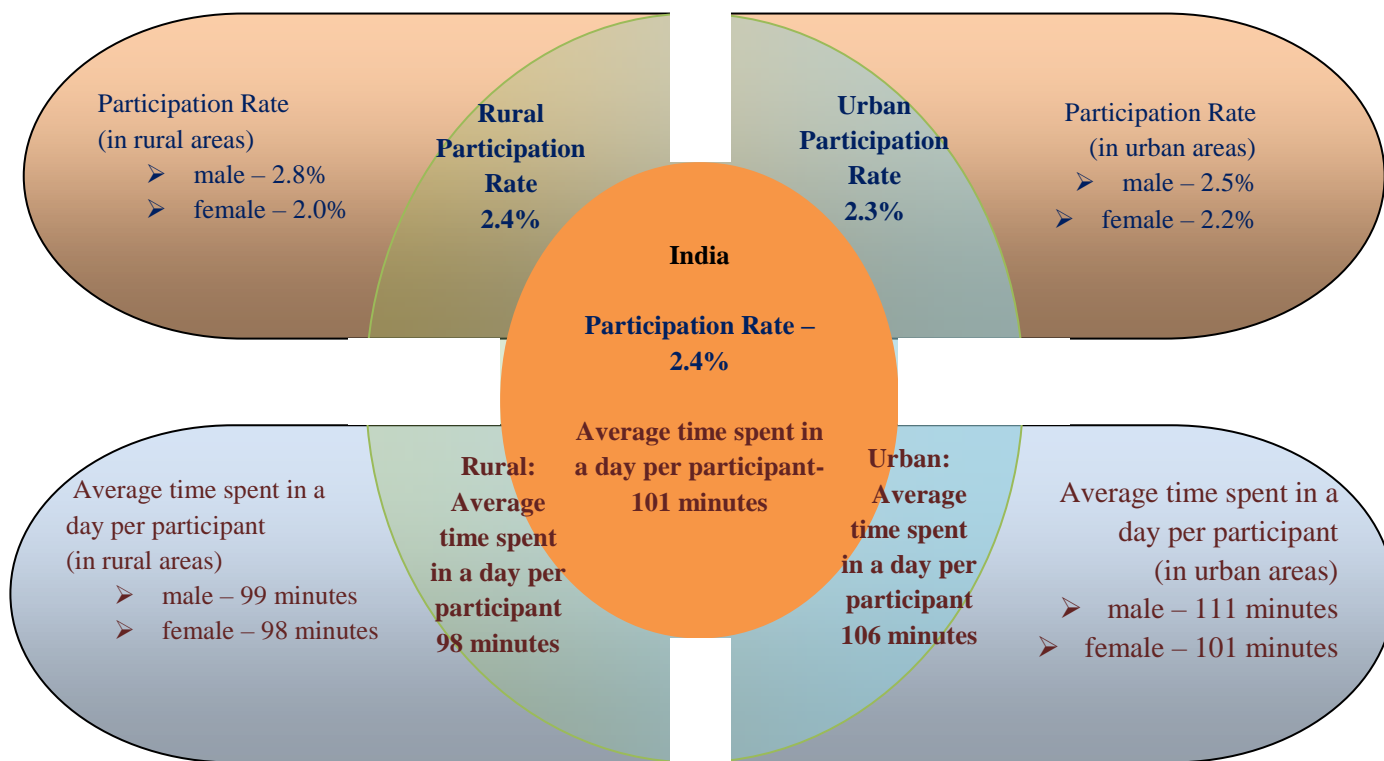 Participation Rate
(in rural areas)
➢ male – 2.8%
➢ female – 2.0%
Rural
Participation
Rate
2.4%
Urban
Participation
Rate
2.3%
Participation Rate
(in urban areas)
➢ male – 2.5%
➢ female – 2.2%
India
Participation Rate –
2.4%
Average time spent in
a day per participant-
101 minutes
Average time spent in a
day per participant
(in rural areas)
➢ male – 99 minutes
➢ female – 98 minutes
Rural:
Average
time spent
in a day per
participant
98 minutes
Urban:
Average
time spent
in a day per
participant
106 minutes
Average time spent in a
day per participant
(in urban areas)
➢ male – 111 minutes
➢ female – 101 minutes